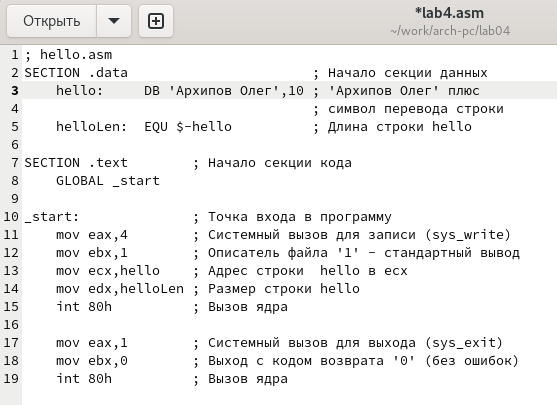 Открыть
*lab4.asm
~/work/arch-pc/lab04
1 ; hello.asm
2 SECTION .data ; Начало секции данных
3 hello: DB 'Архипов Олег',10 ; 'Архипов Олег' плюс
4 ; символ перевода строки
5 helloLen: EQU $-hello ; Длина строки hello
6
7 SECTION .text ; Начало секции кода
8 GLOBAL _start
9
10 _start: ; Точка входа в программу
11 mov eax,4 ; Системный вызов для записи (sys_write)
12 mov ebx,1 ; Описатель файла '1' - стандартный вывод
13 mov ecx,hello ; Адрес строки hello в ecx
14 mov edx,helloLen ; Размер строки hello
15 int 80h ; Вызов ядра
16
17 mov eax,1 ; Системный вызов для выхода (sys_exit)
18 mov ebx,0 ; Выход с кодом возврата '0' (без ошибок)
19 int 80h ; Вызов ядра